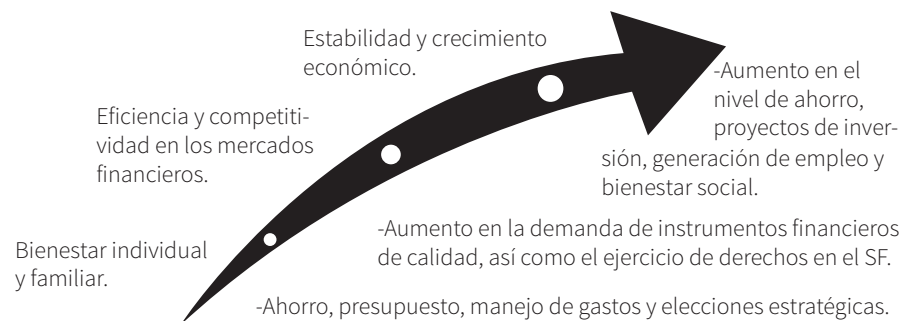 Estabilidad y crecimiento
económico.
-Aumento en el
nivel de ahorro,
proyectos de inver-
sión, generación de empleo y
bienestar social.
Eficiencia y competiti-
vidad en los mercados
financieros.
-Aumento en la demanda de instrumentos financieros
de calidad, así como el ejercicio de derechos en el SF.
Bienestar individual
y familiar.
-Ahorro, presupuesto, manejo de gastos y elecciones estratégicas.